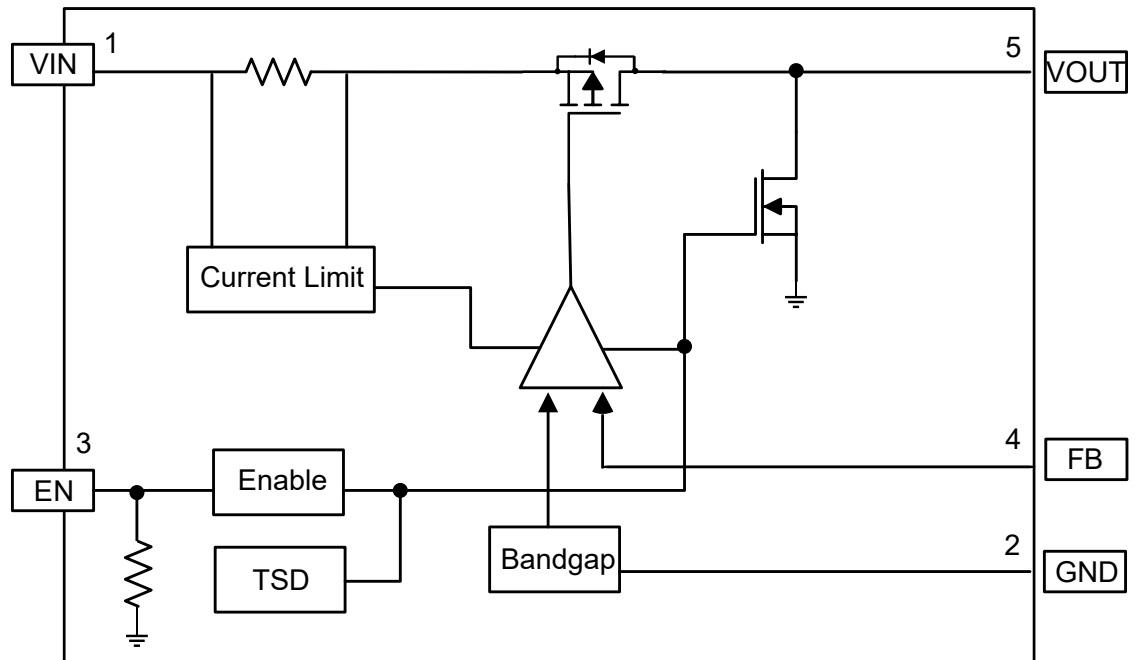 1
VIN
5
VOUT
Current Limit
3
4
EN
Enable
FB
TSD
Bandgap
2
GND